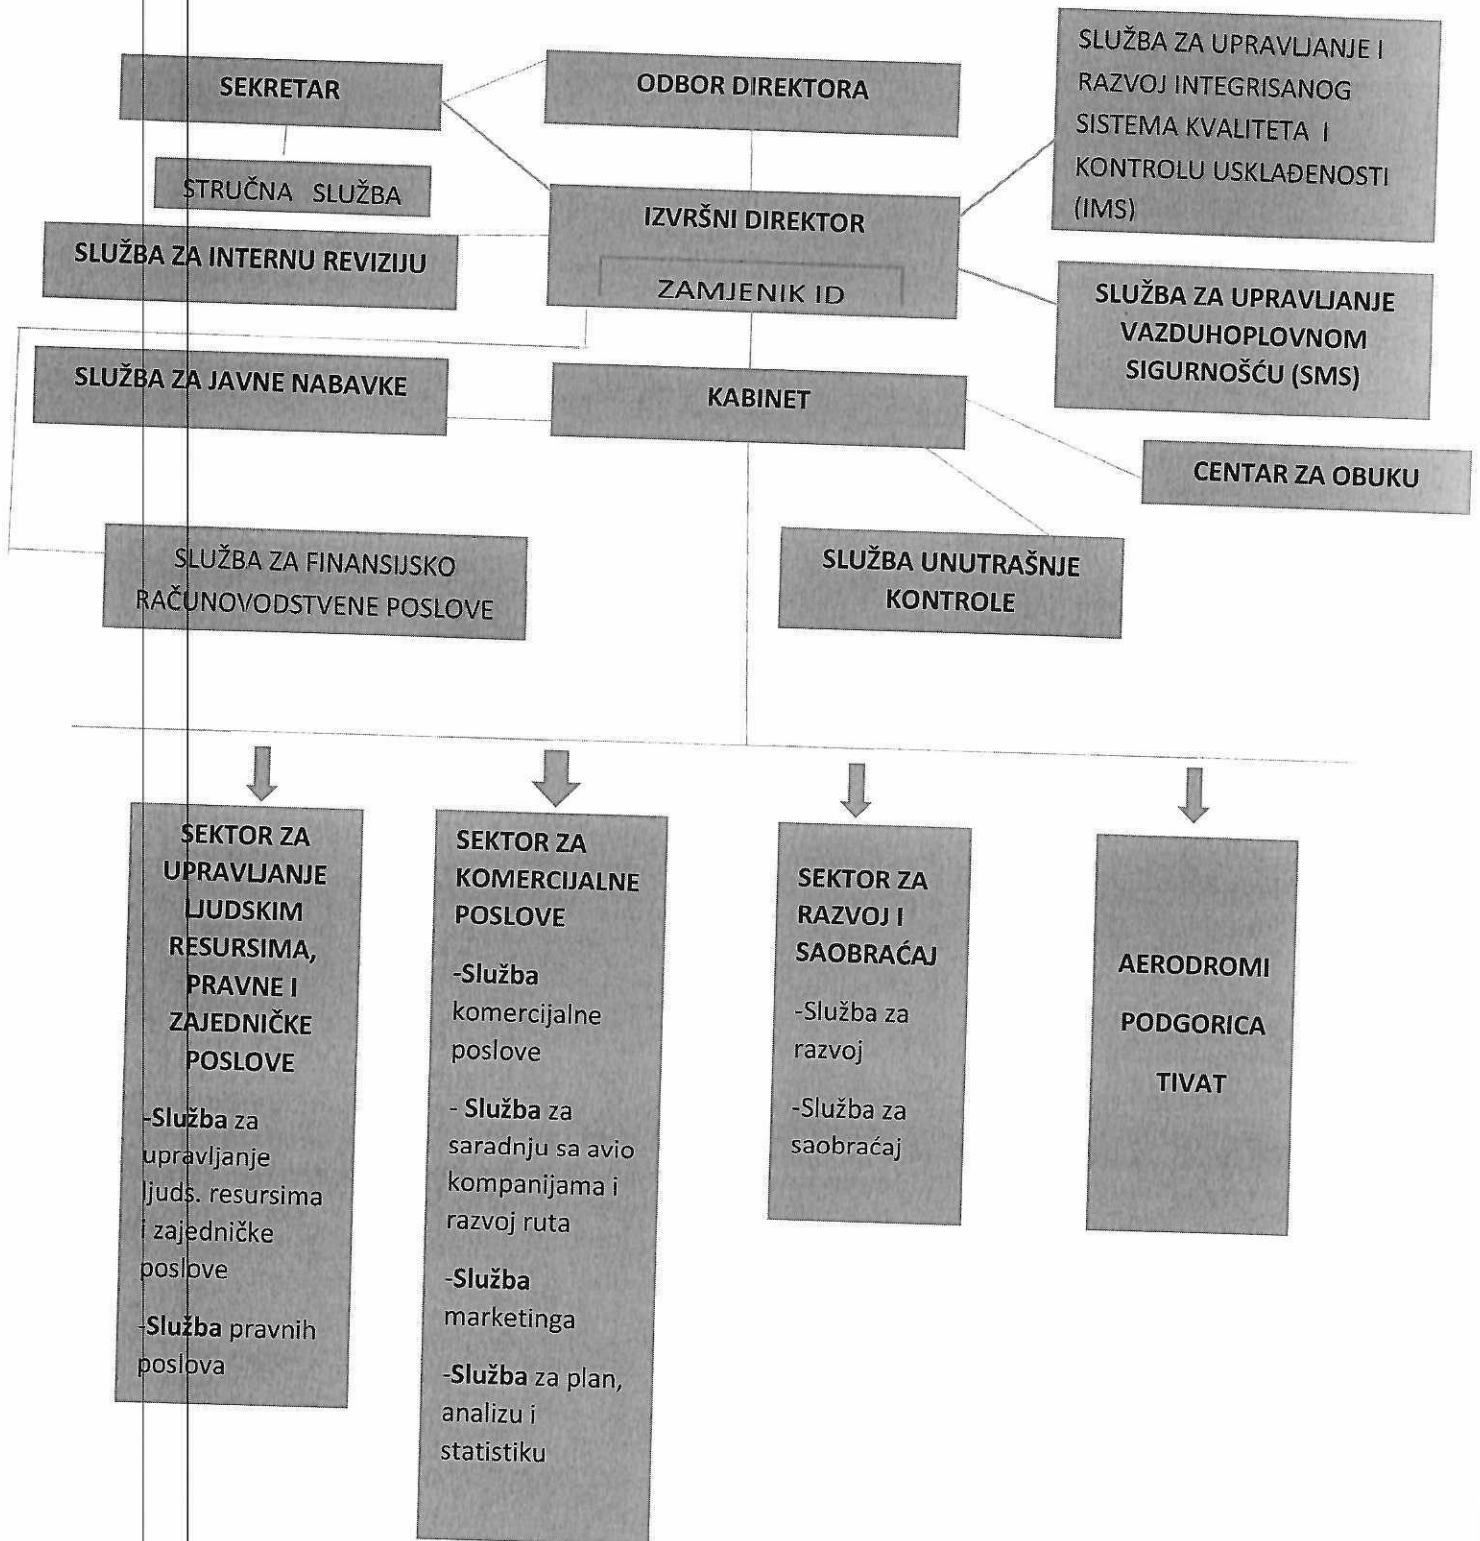 SEKRETAR
ODBOR DIREKTORA
SLUŽBA ZA UPRAVLJANJE I
RAZVOJ INTEGRISANOG
SISTEMA KVALITETA I
KONTROLU USKLAĐENOSTI
(IMS)
STRUČNA SLUŽBA
IZVRŠNI DIREKTOR
ZAMJENIK ID
SLUŽBA ZA INTERNU REVIZIJU
SLUŽBA ZA UPRAVLJANJE
VAZDUHOPLOVNOM
SIGURNOŠĆU (SMS)
SLUŽBA ZA JAVNE NABAVKE
KABINET
CENTAR ZA OBUKU
SLUŽBA ZA FINANSIJSKO
RAČUNOVODSTVENE POSLOVE
SLUŽBA UNUTRAŠNJE
KONTROLE
SEKTOR ZA
UPRAVLJANJE
LJUDSKIM
RESURSIMA,
PRAVNE I
ZAJEDNIČKE
POSLOVE
-Služba za
upravljanje
ljuds. resursima
i zajedničke
poslove
-Služba pravnih
poslova
SEKTOR ZA
KOMERCIJALNE
POSLOVE
-Služba
komercijalne
poslove
- Služba za
saradnju sa avio
kompanijama i
razvoj ruta
-Služba
marketinga
-Služba za plan,
analizu i
statistiku
SEKTOR ZA
RAZVOJ I
SAOBRAĆAJ
-Služba za
razvoj
-Služba za
saobraćaj
AERODROMI
PODGORICA
TIVAT